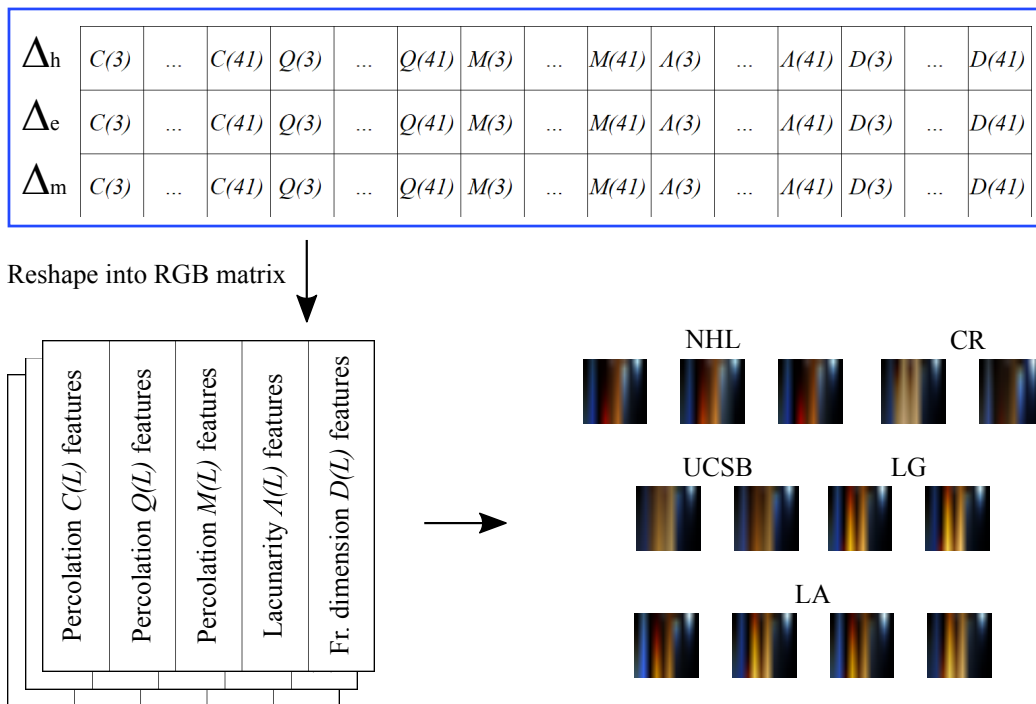 Δh C(3) ... C(41) Q(3) ... Q(41) M(3) ... M(41) Λ(3) ... Λ(41) D(3) ... D(41)
Δe C(3) ... C(41) Q(3) ... Q(41) M(3) ... M(41) Λ(3) ... Λ(41) D(3) ... D(41)
Δm C(3) ... C(41) Q(3) ... Q(41) M(3) ... M(41) Λ(3) ... Λ(41) D(3) ... D(41)
Reshape into RGB matrix
Percolation C(L) features
Percolation Q(L) features
Percolation M(L) features
Lacunarity Λ(L) features
Fr. dimension D(L) features
NHL CR
UCSB LG
LA